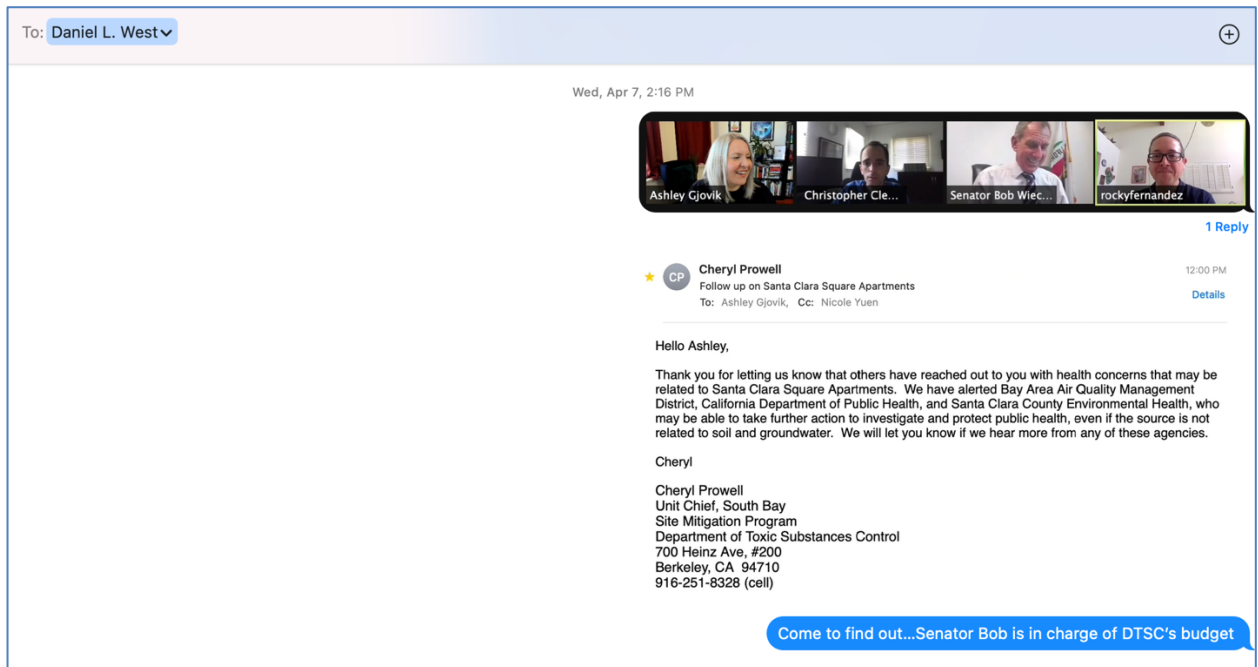 To: Daniel L. West
Wed, Apr 7, 2:16 PM
Ashley Gjovik
Christopher Cle...
Senator Bob Wiec...
rockyfernandez
1 Reply
CP
Cheryl Prowell
12:00 PM
Follow up on Santa Clara Square Apartments
Details
To: Ashley Gjovik, Cc: Nicole Yuen
Hello Ashley,
Thank you for letting us know that others have reached out to you with health concerns that may be
related to Santa Clara Square Apartments. We have alerted Bay Area Air Quality Management
District, California Department of Public Health, and Santa Clara County Environmental Health, who
may be able to take further action to investigate and protect public health, even if the source is not
related to soil and groundwater. We will let you know if we hear more from any of these agencies.
Cheryl
Cheryl Prowell
Unit Chief, South Bay
Site Mitigation Program
Department of Toxic Substances Control
700 Heinz Ave, #200
Berkeley, CA 94710
916-251-8328 (cell)
Come to find out...Senator Bob is in charge of DTSC's budget